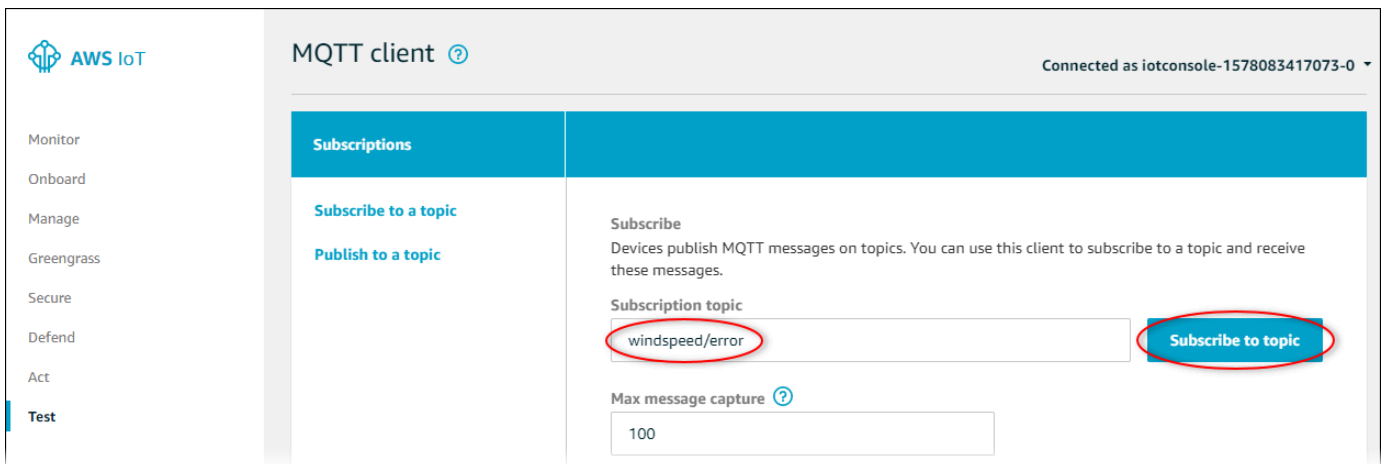 AWS IoT
Monitor
Onboard
Manage
Greengrass
Secure
Defend
Act
Test
MQTT client ?
Connected as iotconsole-1578083417073-0
Subscriptions
Subscribe to a topic
Publish to a topic
Subscribe
Devices publish MQTT messages on topics. You can use this client to subscribe to a topic and receive
these messages.
Subscription topic
windspeed/error
Subscribe to topic
Max message capture ?
100